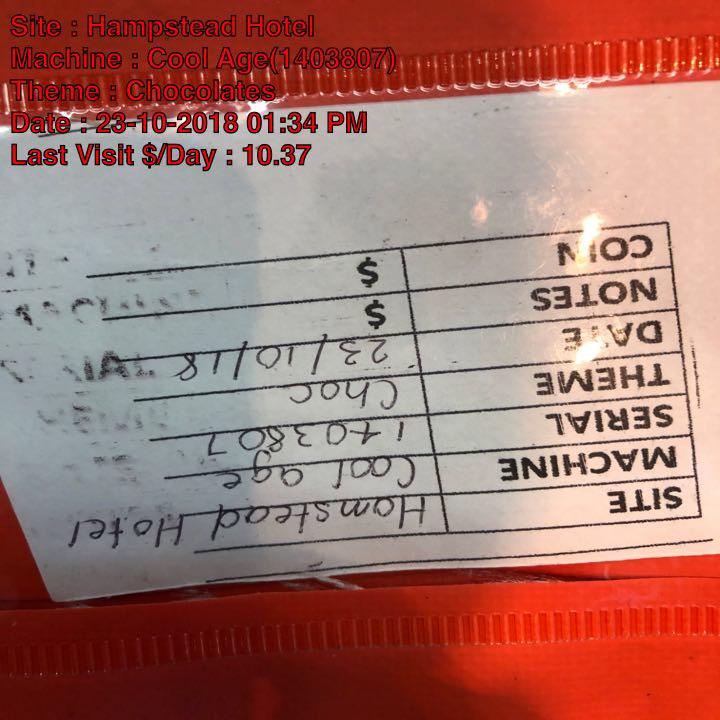 Site : Hampstead Hotel
Machine : Cool Age(1403807)
Theme : Chocolates
Date : 23-10-2018 01:34 PM
Last Visit $/Day : 10.37
SITE Hamstead Hotel
MACHINE Cool age
SERIAL 1403807
THEME Choc
DATE 23/10/18
NOTES $
COIN $